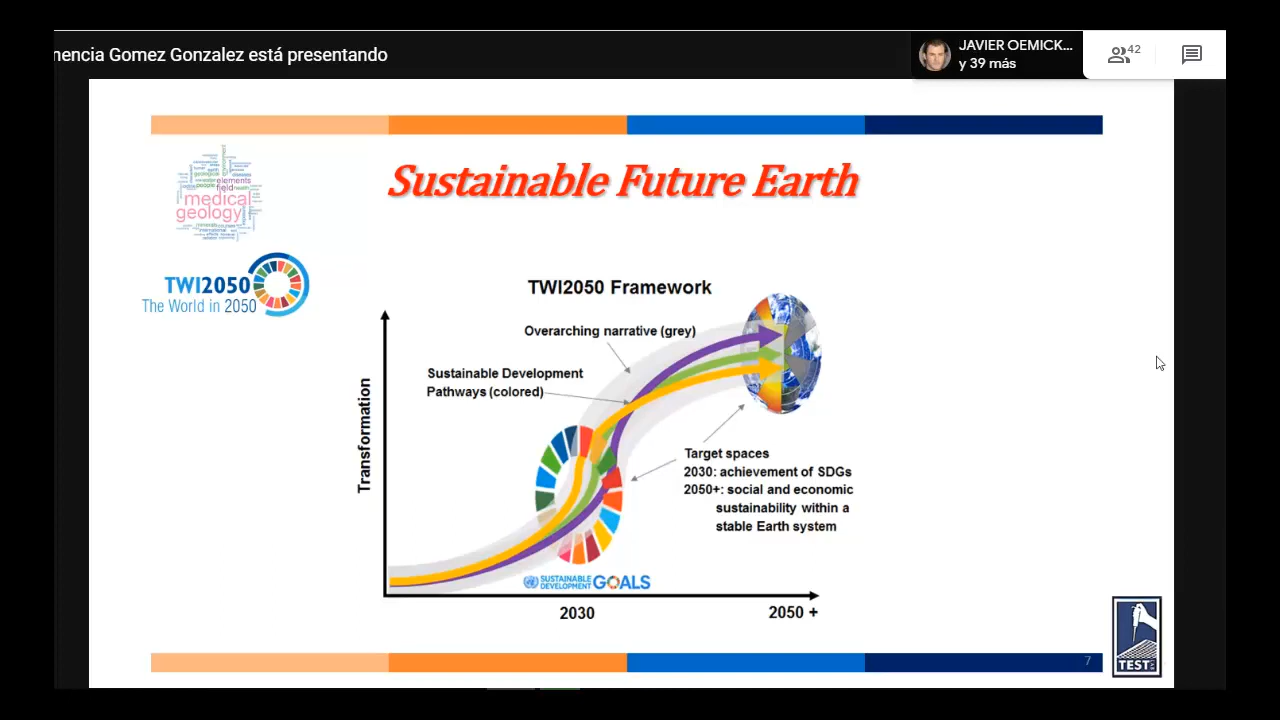 nencia Gomez Gonzalez está presentando
JAVIER OEMICK...
y 39 más
42
Sustainable Future Earth
elements
field
medical
geology
TWI2050
The World in 2050
TWI2050 Framework
Overarching narrative (grey)
Sustainable Development
Pathways (colored)
Transformation
Target spaces
2030: achievement of SDGs
2050+: social and economic
sustainability within a
stable Earth system
SUSTAINABLE
DEVELOPMENT
GOALS
2030
2050 +
7
TEST